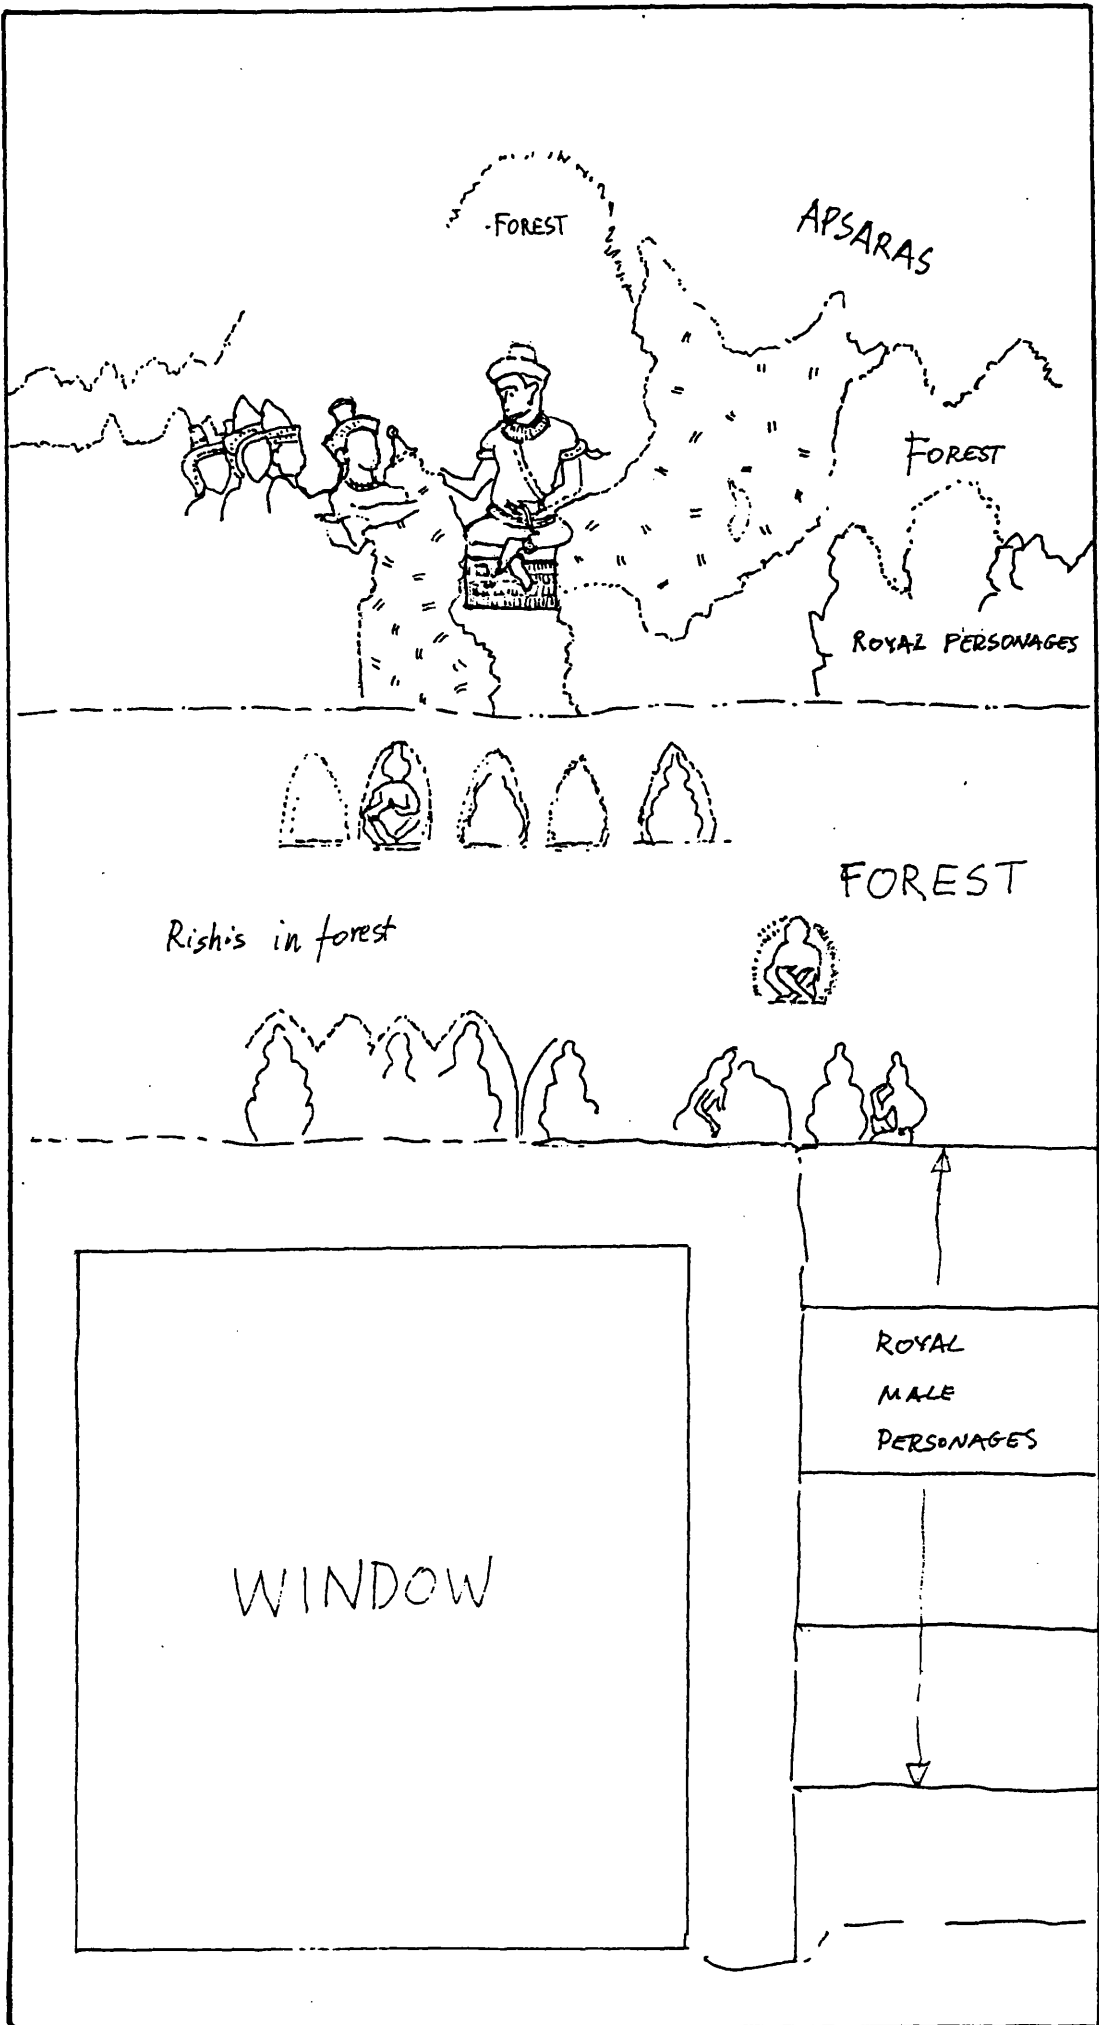 FOREST
APSARAS
FOREST
ROYAL PERSONAGES
FOREST
Rishis in forest
ROYAL
MALE
PERSONAGES
WINDOW